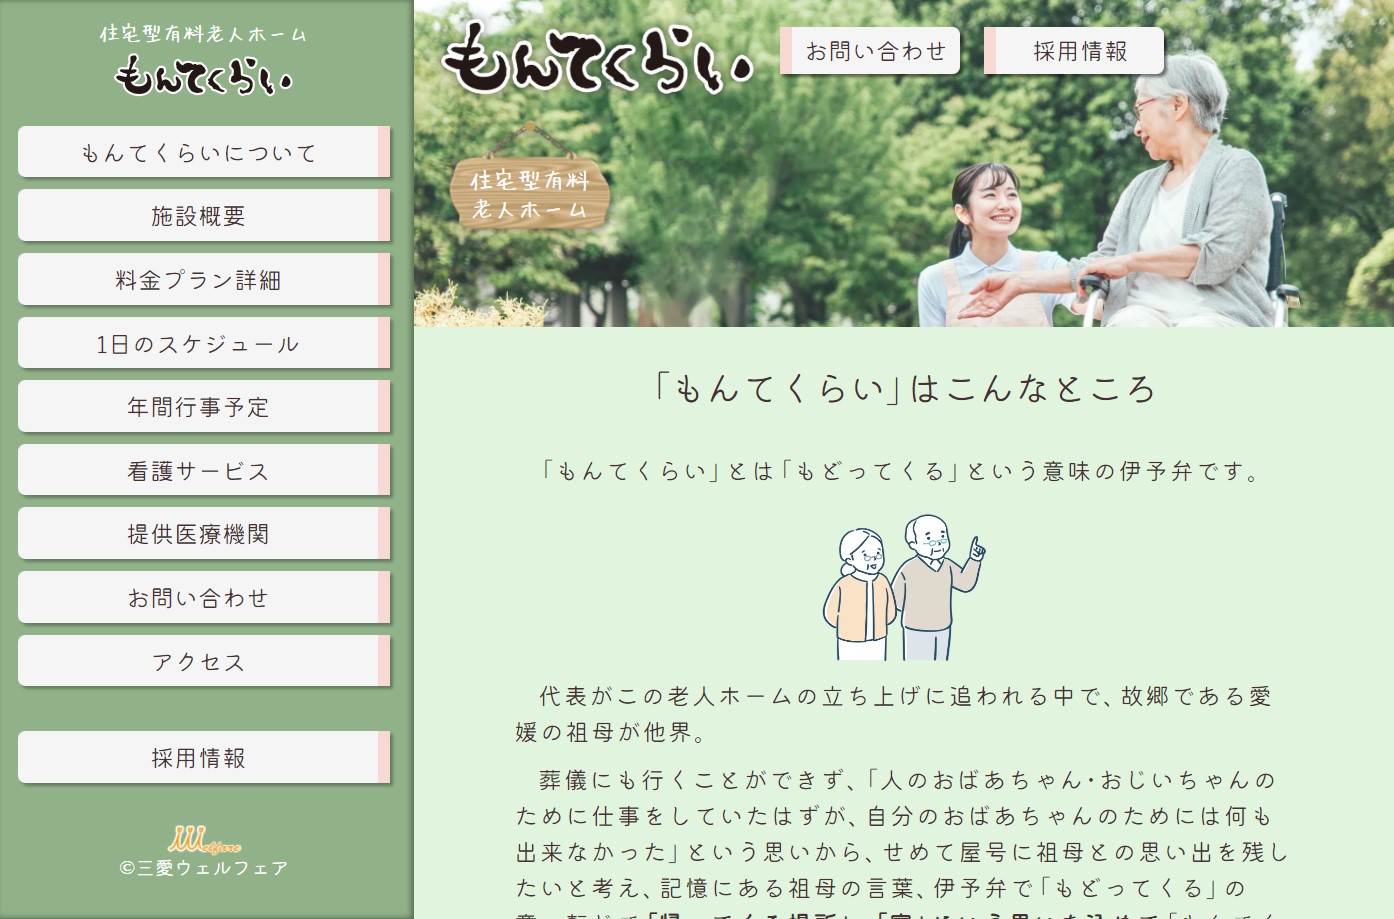 住宅型有料老人ホーム
もんてくらい
もんてくらいについて
施設概要
料金プラン詳細
1日のスケジュール
年間行事予定
看護サービス
提供医療機関
お問い合わせ
アクセス
採用情報
Welfare
©三愛ウェルフェア
もんてくらい
お問い合わせ
採用情報
住宅型有料
老人ホーム
「もんてくらい」はこんなところ
「もんてくらい」とは「もどってくる」という意味の伊予弁です。
代表がこの老人ホームの立ち上げに追われる中で、故郷である愛
媛の祖母が他界。
葬儀にも行くことができず、「人のおばあちゃん・おじいちゃんの
ために仕事をしていたはずが、自分のおばあちゃんのためには何も
出来なかった」という思いから、せめて屋号に祖母との思い出を残し
たいと考え、記憶にある祖母の言葉、伊予弁で「もどってくる」の